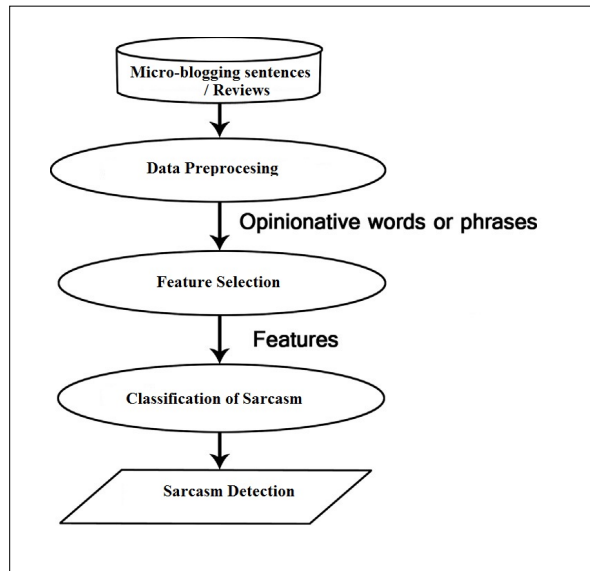 Micro-blogging sentences
/ Reviews
Data Preprocesing
Opinionative words or phrases
Feature Selection
Features
Classification of Sarcasm
Sarcasm Detection